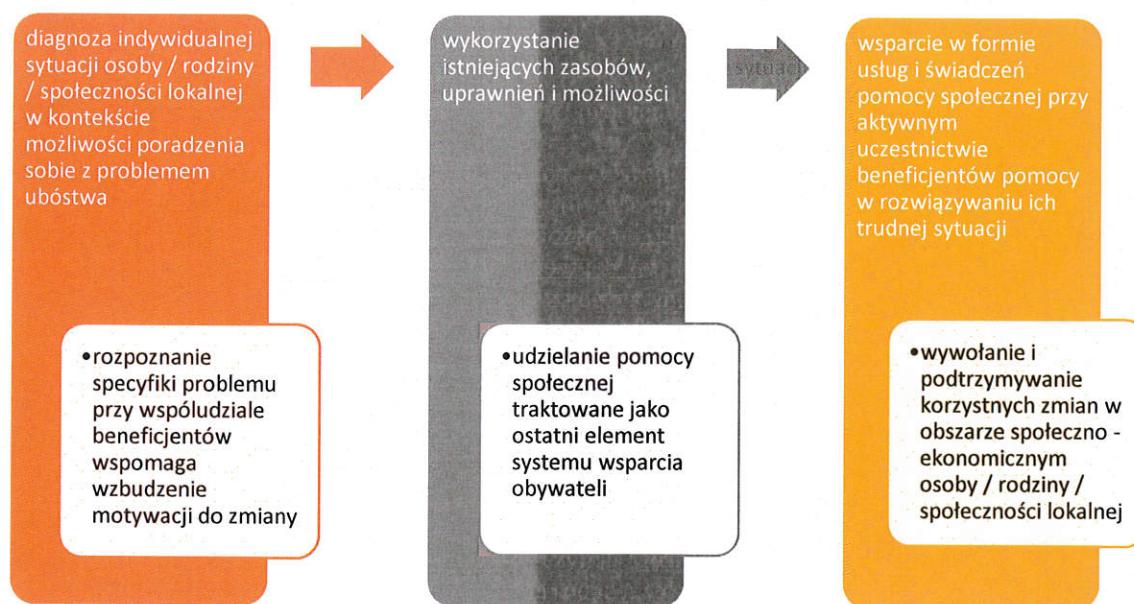 diagnoza indywidualnej
sytuacji osoby / rodziny
/ społeczności lokalnej
w kontekście
możliwości poradzenia
sobie z problemem
ubóstwa
•rozpoznanie
specyfiki problemu
przy współudziale
beneficjentów
wspomaga
wzbudzenie
motywacji do zmiany
wykorzystanie
istniejących zasobów,
uprawnień i możliwości
•udzielanie pomocy
społecznej
traktowane jako
ostatni element
systemu wsparcia
obywateli
sytuacji
wsparcie w formie
usług i świadczeń
pomocy społecznej przy
aktywnym
uczestnictwie
beneficjentów pomocy
w rozwiązywaniu ich
trudnej sytuacji
•wywołanie i
podtrzymywanie
korzystnych zmian w
obszarze społeczno -
ekonomicznym
osoby / rodziny /
społeczności lokalnej